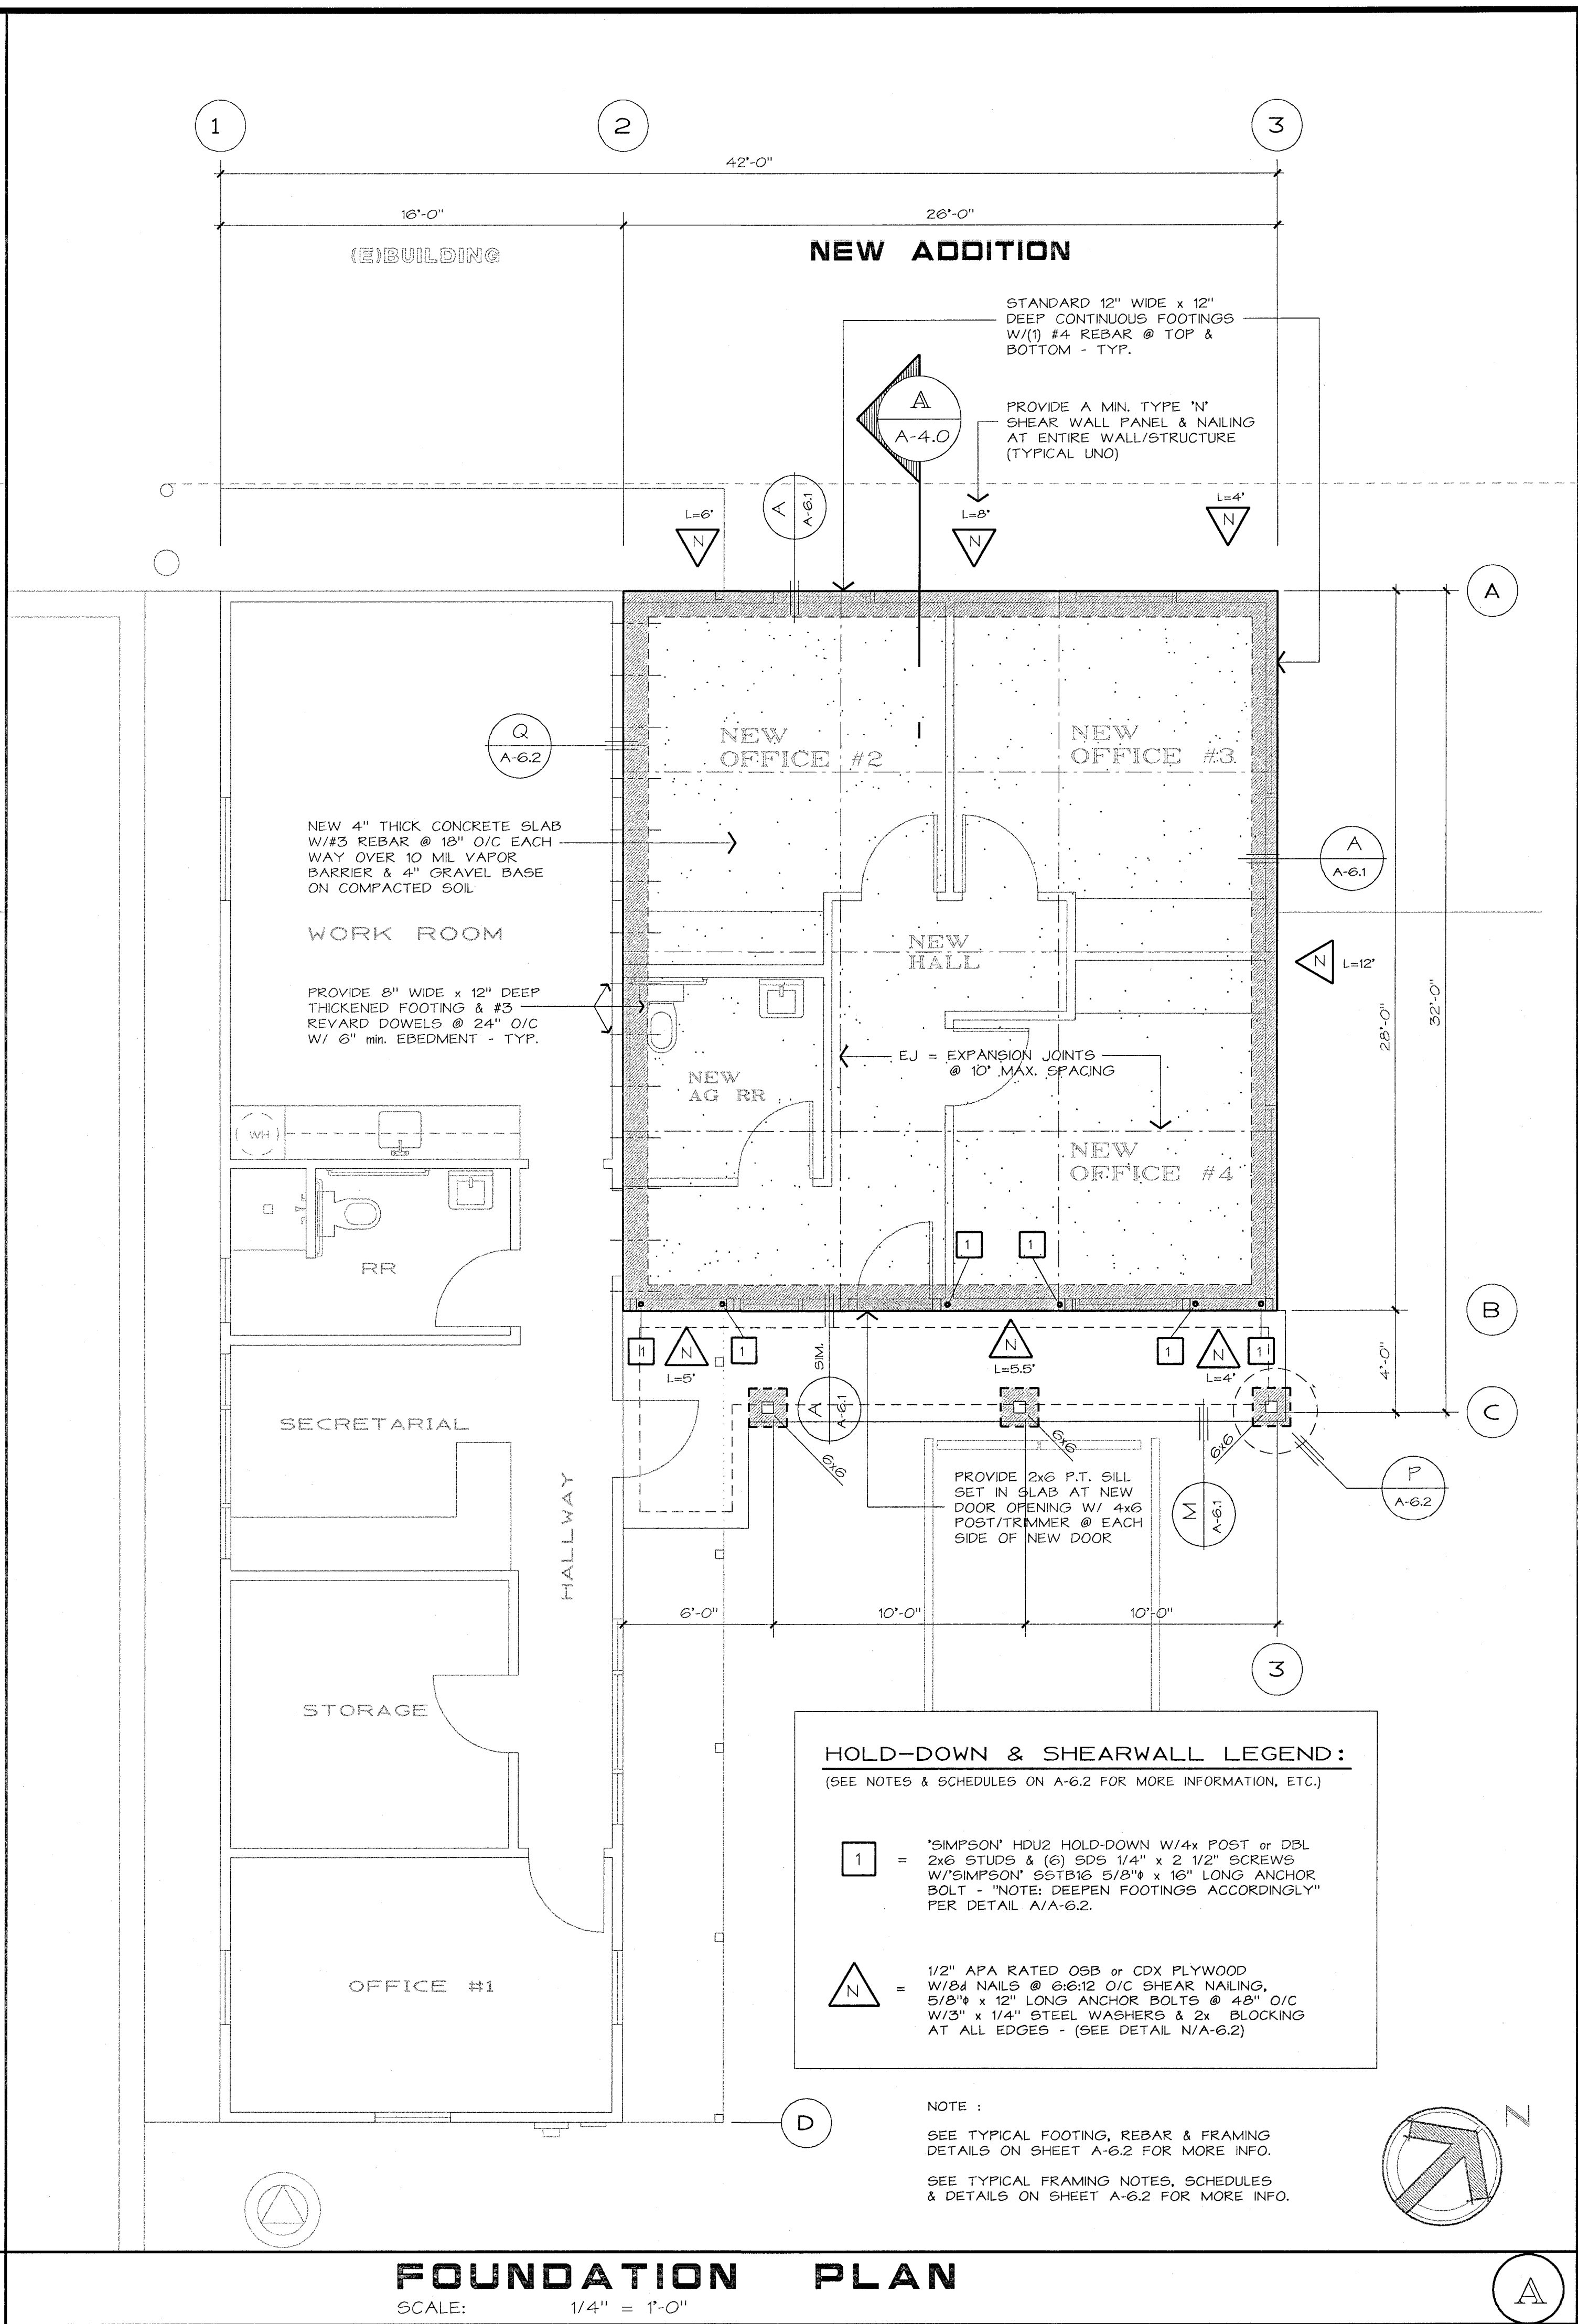 1
2
3
42'-0"
16'-0"
26'-0"
(E)BUILDING
NEW ADDITION
STANDARD 12" WIDE x 12"
DEEP CONTINUOUS FOOTINGS
W/(1) #4 REBAR @ TOP &
BOTTOM - TYP.
A
A-4.0
PROVIDE A MIN. TYPE 'N'
SHEAR WALL PANEL & NAILING
AT ENTIRE WALL/STRUCTURE
(TYPICAL UNO)
A
A-6.1
L=6'
N
L=8'
N
L=4'
N
A
Q
A-6.2
NEW
OFFICE #2
NEW
OFFICE #3
NEW 4" THICK CONCRETE SLAB
W/#3 REBAR @ 18" O/C EACH
WAY OVER 10 MIL VAPOR
BARRIER & 4" GRAVEL BASE
ON COMPACTED SOIL
A
A-6.1
WORK ROOM
NEW
HALL
N
L=12'
PROVIDE 8" WIDE x 12" DEEP
THICKENED FOOTING & #3
REVARD DOWELS @ 24" O/C
W/ 6" min. EBEDMENT - TYP.
28'-0"
32'-0"
EJ = EXPANSION JOINTS
@ 10' MAX. SPACING
NEW
AG RR
WH
NEW
OFFICE #4
RR
1
1
B
1
N
L=5'
1
SIM.
N
L=5.5'
1
N
L=4'
1
4'-0"
A
A-6.1
C
6x6
6x6
6x6
SECRETARIAL
HALLWAY
PROVIDE 2x6 P.T. SILL
SET IN SLAB AT NEW
DOOR OPENING W/ 4x6
POST/TRIMMER @ EACH
SIDE OF NEW DOOR
M
A-6.1
P
A-6.2
6'-0"
10'-0"
10'-0"
3
STORAGE
HOLD-DOWN & SHEARWALL LEGEND:
(SEE NOTES & SCHEDULES ON A-6.2 FOR MORE INFORMATION, ETC.)
1 = 'SIMPSON' HDU2 HOLD-DOWN W/4x POST or DBL
2x6 STUDS & (6) SDS 1/4" x 2 1/2" SCREWS
W/'SIMPSON' SSTB16 5/8"φ x 16" LONG ANCHOR
BOLT - "NOTE: DEEPEN FOOTINGS ACCORDINGLY"
PER DETAIL A/A-6.2.
N = 1/2" APA RATED OSB or CDX PLYWOOD
W/8d NAILS @ 6:6:12 O/C SHEAR NAILING,
5/8"φ x 12" LONG ANCHOR BOLTS @ 48" O/C
W/3" x 1/4" STEEL WASHERS & 2x BLOCKING
AT ALL EDGES - (SEE DETAIL N/A-6.2)
OFFICE #1
D
NOTE :
SEE TYPICAL FOOTING, REBAR & FRAMING
DETAILS ON SHEET A-6.2 FOR MORE INFO.
SEE TYPICAL FRAMING NOTES, SCHEDULES
& DETAILS ON SHEET A-6.2 FOR MORE INFO.
N
FOUNDATION PLAN
SCALE: 1/4" = 1'-0"
A